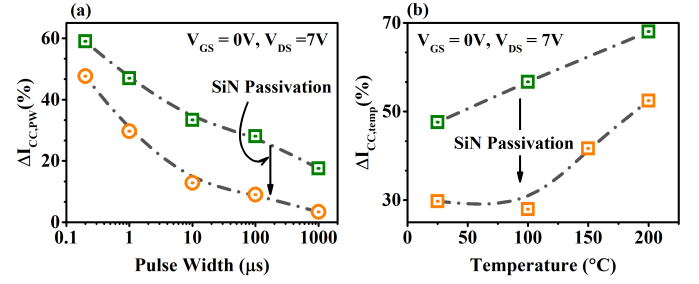 (a)
V_GS = 0V, V_DS = 7V
SiN Passivation
ΔI_CC,PW(%)
60
40
20
0
0.1 1 10 100 1000
Pulse Width (μs)
(b)
V_GS = 0V, V_DS =7V
SiN Passivation
ΔI_CC,temp(%)
70
50
30
0 50 100 150 200
Temperature (°C)